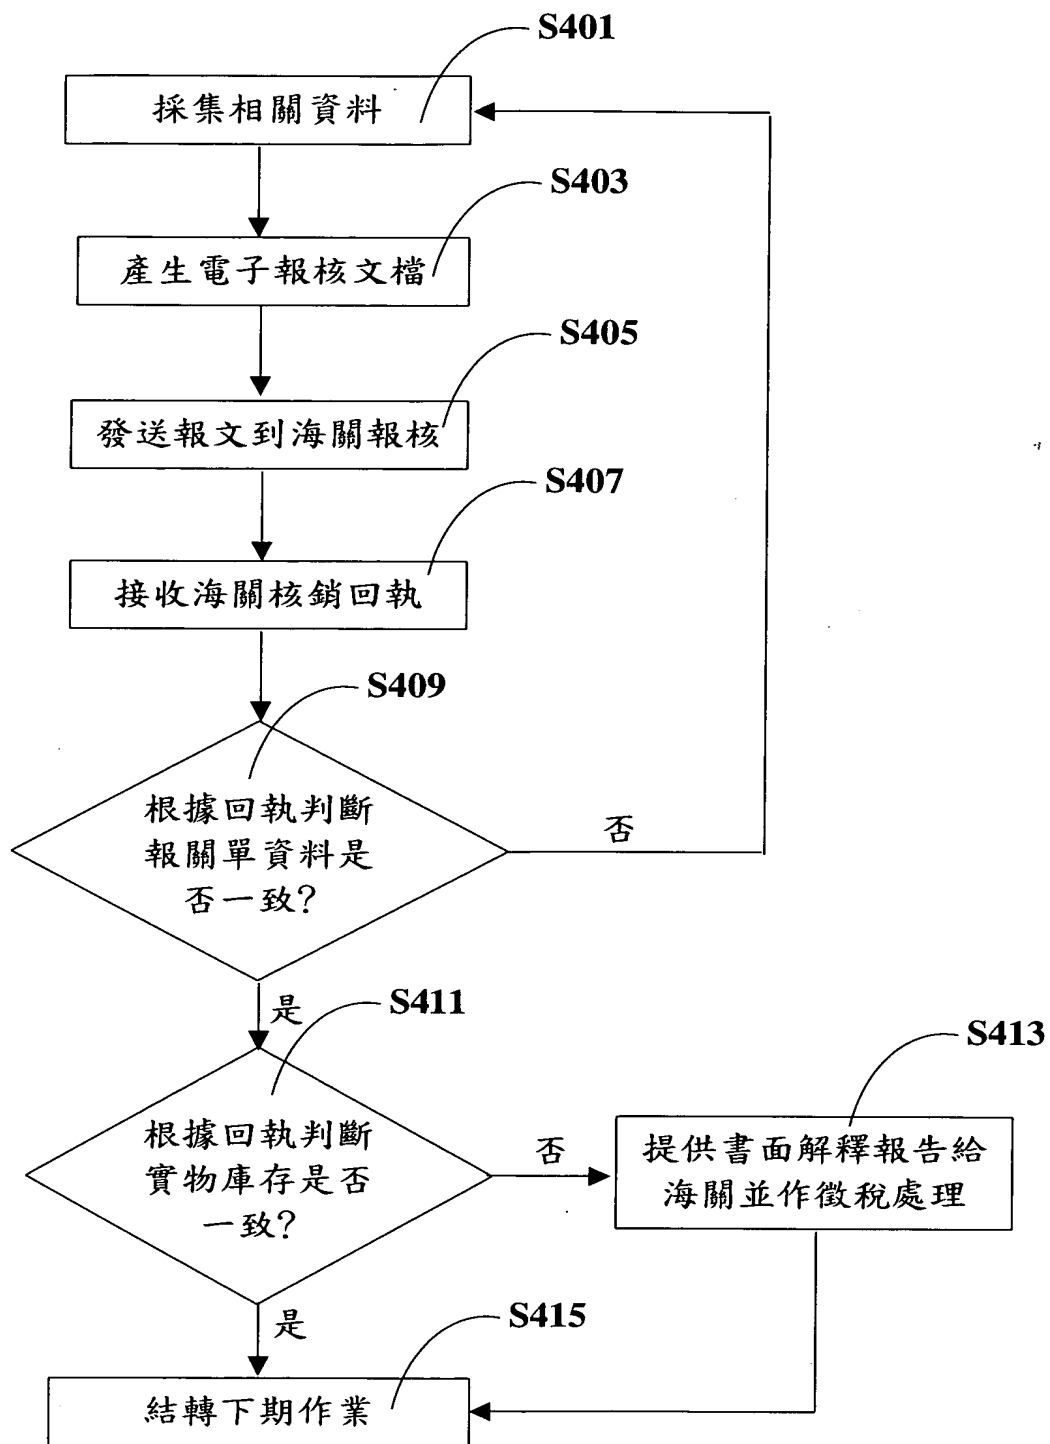 S401
採集相關資料
S403
產生電子報核文檔
S405
發送報文到海關報核
S407
接收海關核銷回執
S409
根據回執判斷
報關單資料是
否一致?
否
是
S411
根據回執判斷
實物庫存是否
一致?
否
S413
提供書面解釋報告給
海關並作徵稅處理
是
S415
結轉下期作業